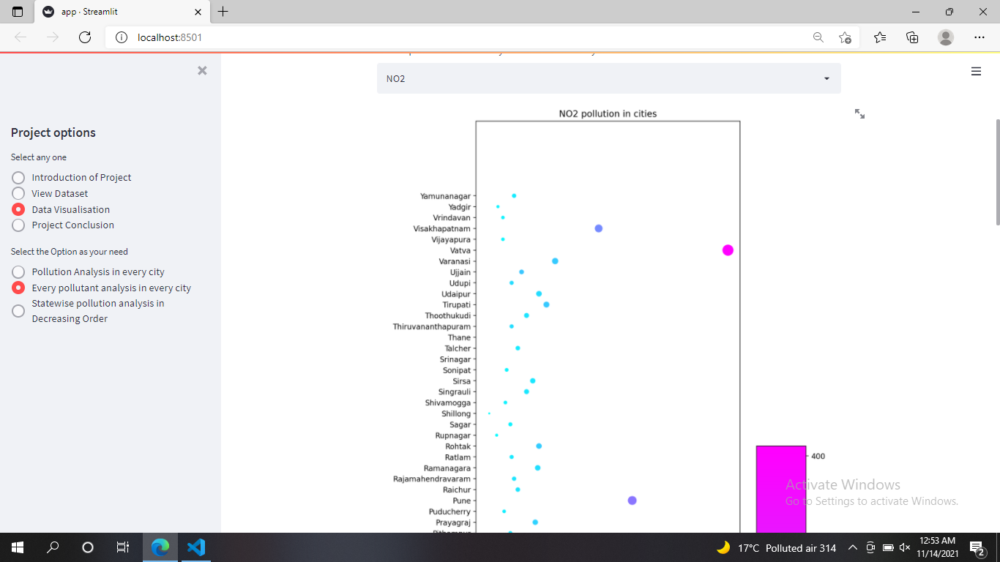 app · Streamlit
localhost:8501
NO2
Project options
Select any one
Introduction of Project
View Dataset
Data Visualisation
Project Conclusion
Select the Option as your need
Pollution Analysis in every city
Every pollutant analysis in every city
Statewise pollution analysis in
Decreasing Order
NO2 pollution in cities
Yamunanagar
Yadgir
Vrindavan
Visakhapatnam
Vijayapura
Vatva
Varanasi
Ujjain
Udupi
Udaipur
Tirupati
Thoothukudi
Thiruvananthapuram
Thane
Talcher
Srinagar
Sonipat
Sirsa
Singrauli
Shivamogga
Shillong
Sagar
Rupnagar
Rohtak
Ratlam
Ramanagara
Rajamahendravaram
Raichur
Pune
Puducherry
Prayagraj
400
Activate Windows
Go to Settings to activate Windows.
17°C Polluted air 314
12:53 AM
11/14/2021
2